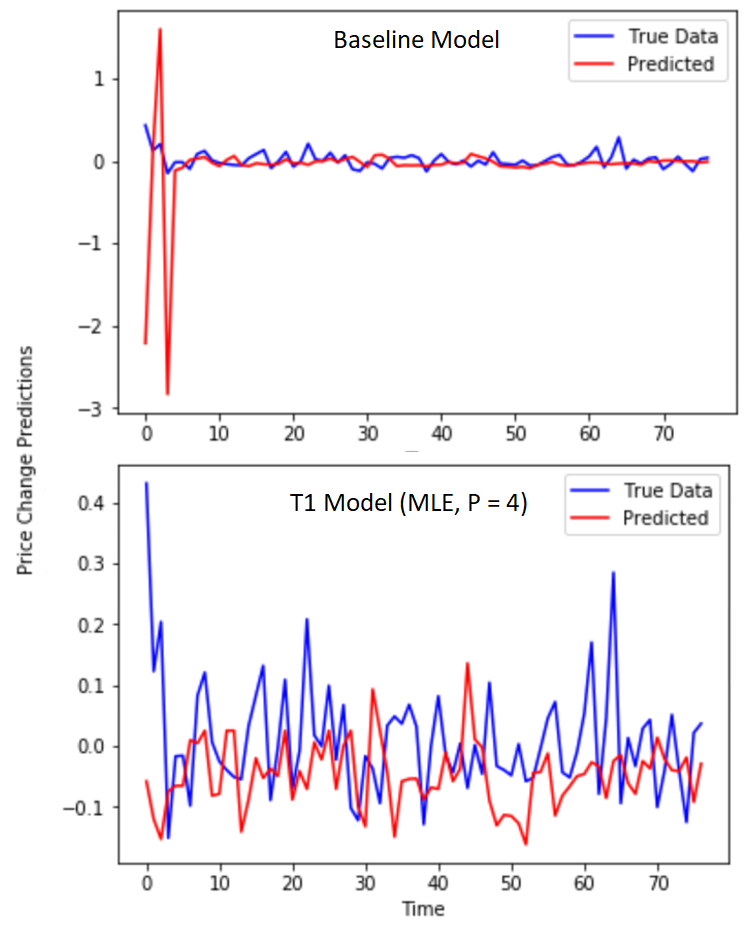 Baseline Model
True Data
Predicted
1
0
−1
−2
−3
0 10 20 30 40 50 60 70
Price Change Predictions
T1 Model (MLE, P = 4)
True Data
Predicted
0.4
0.3
0.2
0.1
0.0
−0.1
0 10 20 30 40 50 60 70
Time